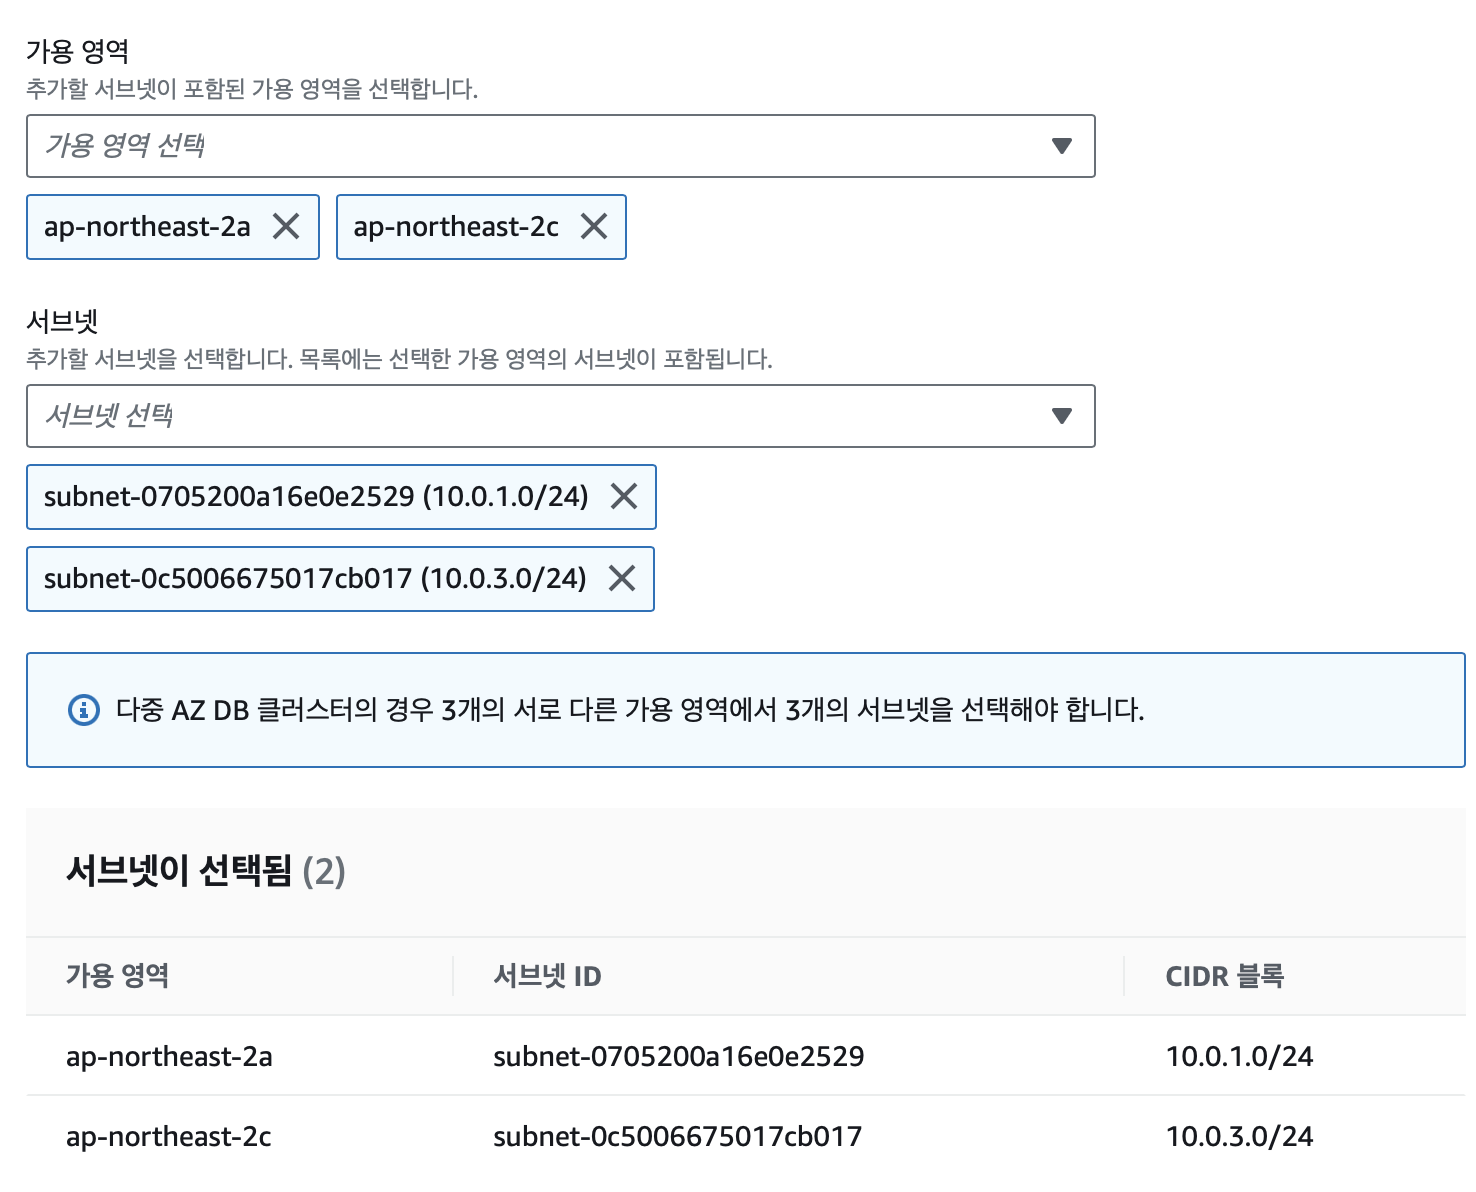 가용 영역
추가할 서브넷이 포함된 가용 영역을 선택합니다.
가용 영역 선택
ap-northeast-2a ap-northeast-2c
서브넷
추가할 서브넷을 선택합니다. 목록에는 선택한 가용 영역의 서브넷이 포함됩니다.
서브넷 선택
subnet-0705200a16e0e2529 (10.0.1.0/24)
subnet-0c5006675017cb017 (10.0.3.0/24)
다중 AZ DB 클러스터의 경우 3개의 서로 다른 가용 영역에서 3개의 서브넷을 선택해야 합니다.
서브넷이 선택됨 (2)
가용 영역 서브넷 ID CIDR 블록
ap-northeast-2a subnet-0705200a16e0e2529 10.0.1.0/24
ap-northeast-2c subnet-0c5006675017cb017 10.0.3.0/24